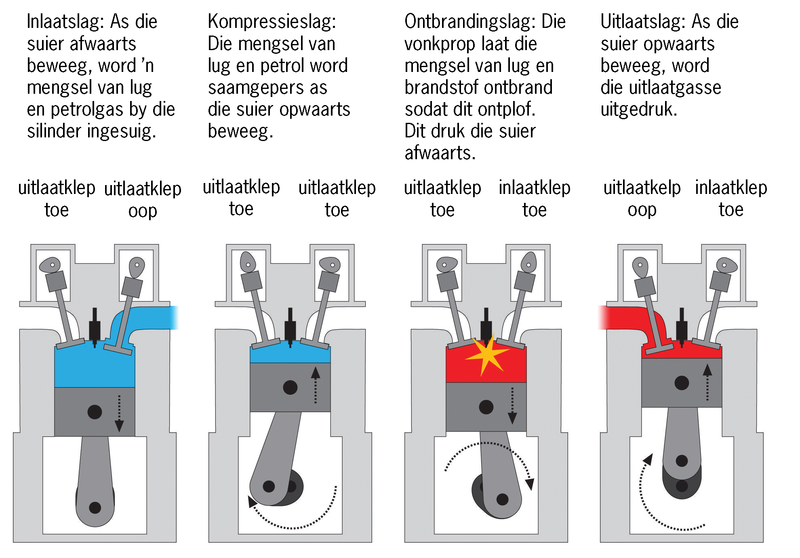 Inlaatslag: As die
suier afwaarts
beweeg, word 'n
mengsel van lug
en petrolgas by die
silinder ingesuig.
Kompressieslag:
Die mengsel van
lug en petrol word
saamgepers as
die suier opwaarts
beweeg.
Ontbrandingslag: Die
vonkprop laat die
mengsel van lug en
brandstof ontbrand
sodat dit ontplof.
Dit druk die suier
afwaarts.
Uitlaatslag: As die
suier opwaarts
beweeg, word
die uitlaatgasse
uitgedruk.
uitlaatklep
toe
uitlaatklep
oop
uitlaatklep
toe
uitlaatklep
toe
uitlaatklep
toe
inlaatklep
toe
uitlaatkelp
oop
inlaatklep
toe